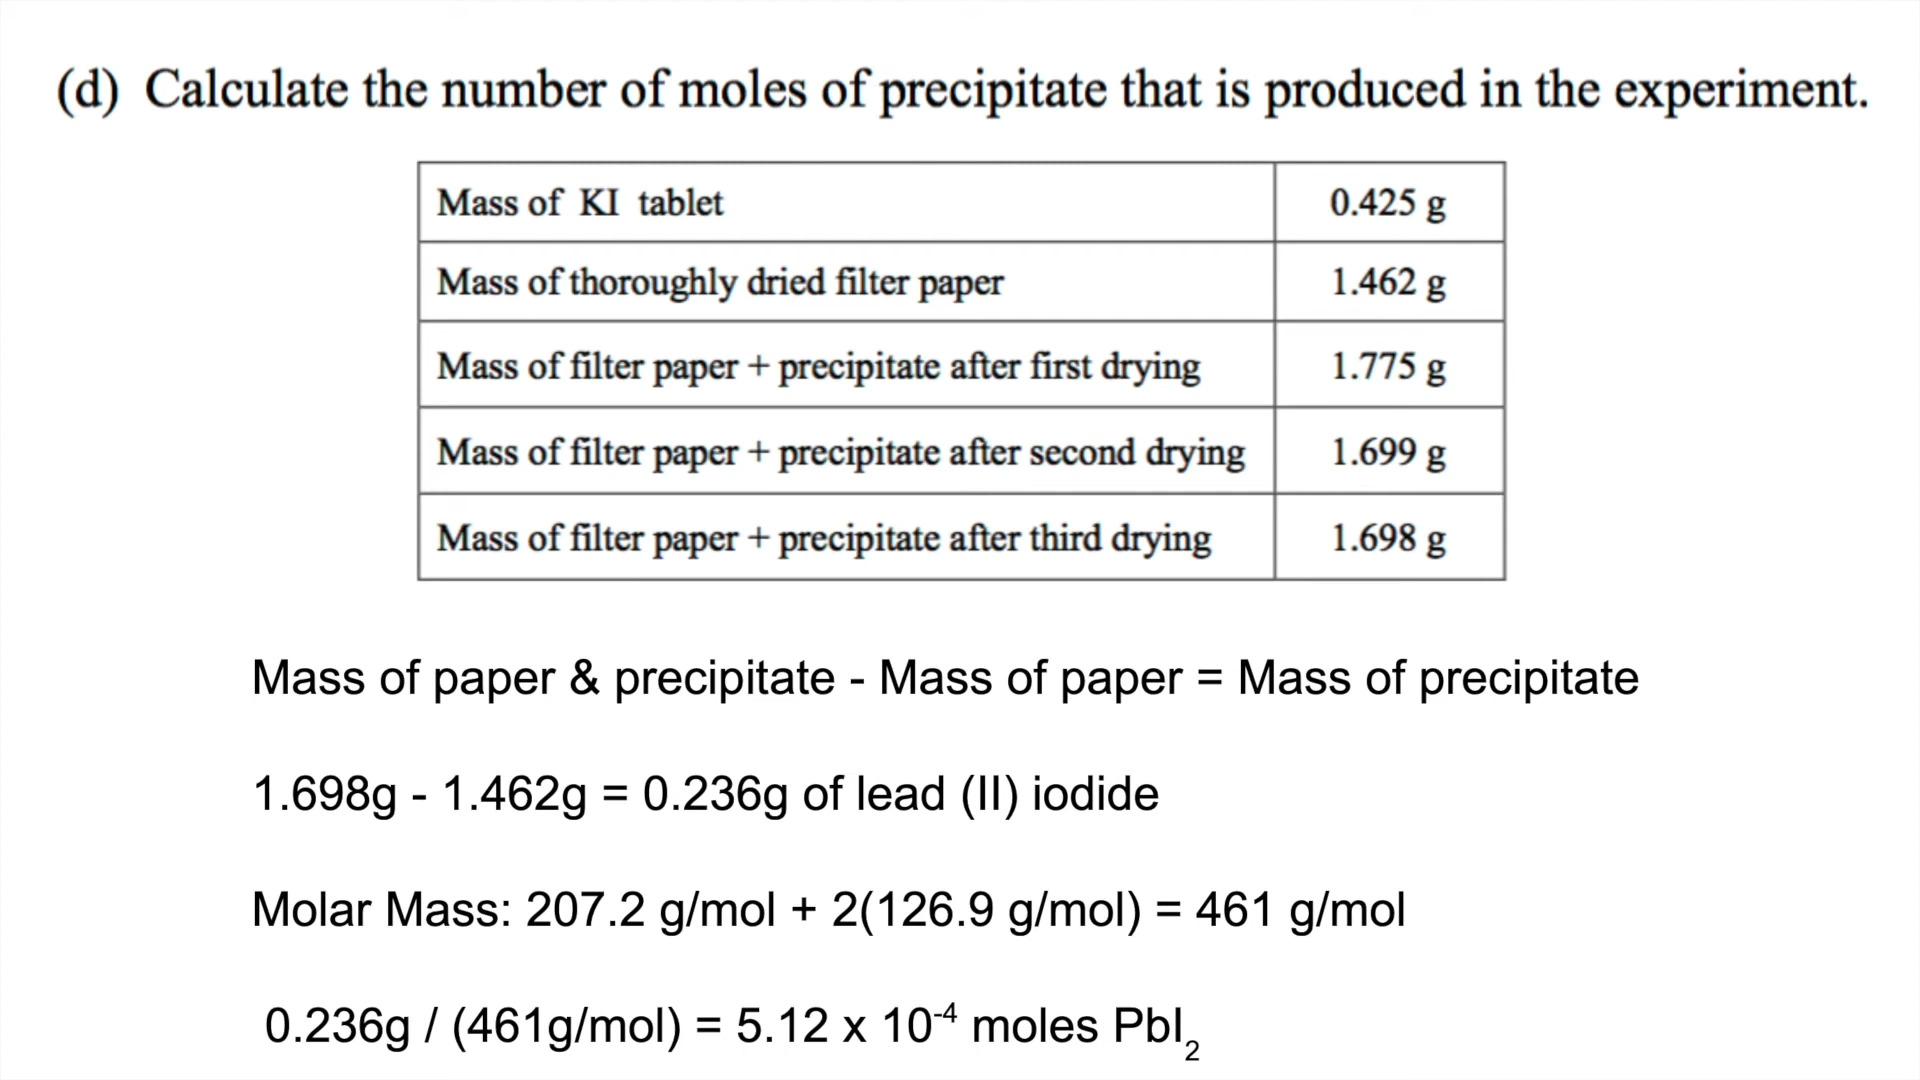 (d) Calculate the number of moles of precipitate that is produced in the experiment.
Mass of KI tablet 0.425 g
Mass of thoroughly dried filter paper 1.462 g
Mass of filter paper + precipitate after first drying 1.775 g
Mass of filter paper + precipitate after second drying 1.699 g
Mass of filter paper + precipitate after third drying 1.698 g
Mass of paper & precipitate - Mass of paper = Mass of precipitate
1.698g - 1.462g = 0.236g of lead (II) iodide
Molar Mass: 207.2 g/mol + 2(126.9 g/mol) = 461 g/mol
0.236g / (461g/mol) = 5.12 x 10⁻⁴ moles PbI₂